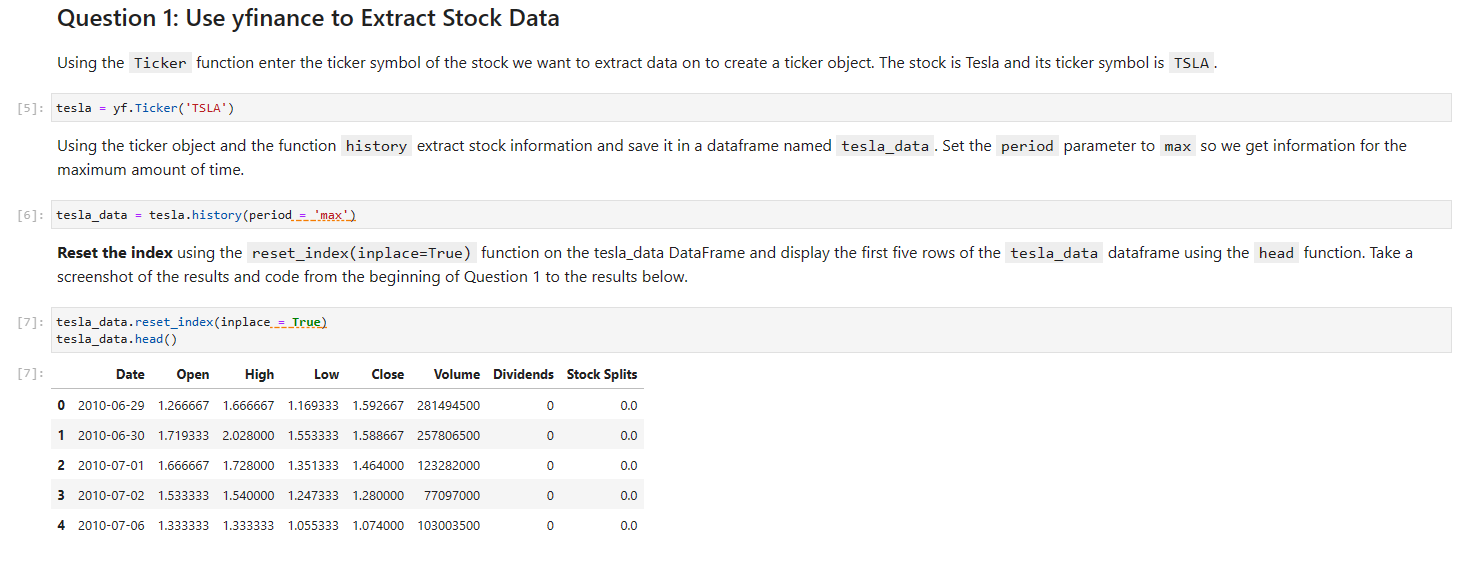 Question 1: Use yfinance to Extract Stock Data
Using the Ticker function enter the ticker symbol of the stock we want to extract data on to create a ticker object. The stock is Tesla and its ticker symbol is TSLA .
[5]: tesla = yf.Ticker('TSLA')
Using the ticker object and the function history extract stock information and save it in a dataframe named tesla_data . Set the period parameter to max so we get information for the
maximum amount of time.
[6]: tesla_data = tesla.history(period = 'max')
Reset the index using the reset_index(inplace=True) function on the tesla_data DataFrame and display the first five rows of the tesla_data dataframe using the head function. Take a
screenshot of the results and code from the beginning of Question 1 to the results below.
[7]: tesla_data.reset_index(inplace = True)
tesla_data.head()
[7]: Date Open High Low Close Volume Dividends Stock Splits
0 2010-06-29 1.266667 1.666667 1.169333 1.592667 281494500 0 0.0
1 2010-06-30 1.719333 2.028000 1.553333 1.588667 257806500 0 0.0
2 2010-07-01 1.666667 1.728000 1.351333 1.464000 123282000 0 0.0
3 2010-07-02 1.533333 1.540000 1.247333 1.280000 77097000 0 0.0
4 2010-07-06 1.333333 1.333333 1.055333 1.074000 103003500 0 0.0